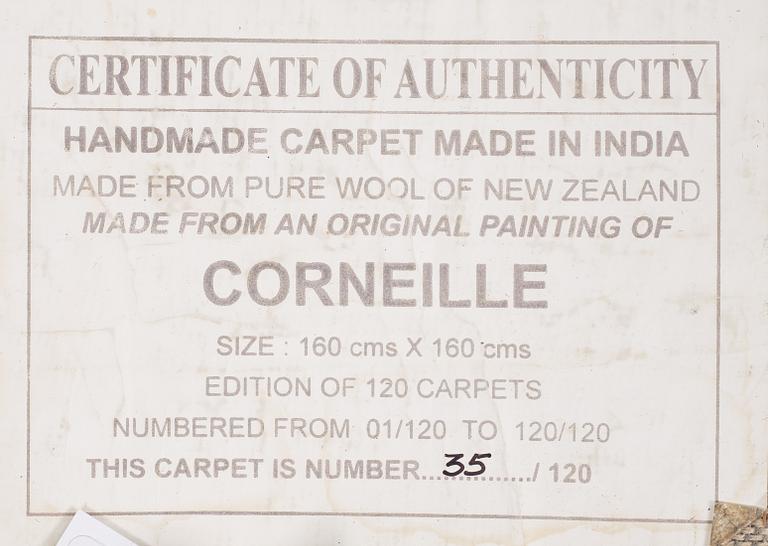 CERTIFICATE OF AUTHENTICITY
HANDMADE CARPET MADE IN INDIA
MADE FROM PURE WOOL OF NEW ZEALAND
MADE FROM AN ORIGINAL PAINTING OF
CORNEILLE
SIZE : 160 cms X 160 cms
EDITION OF 120 CARPETS
NUMBERED FROM 01/120 TO 120/120
THIS CARPET IS NUMBER....35......../ 120